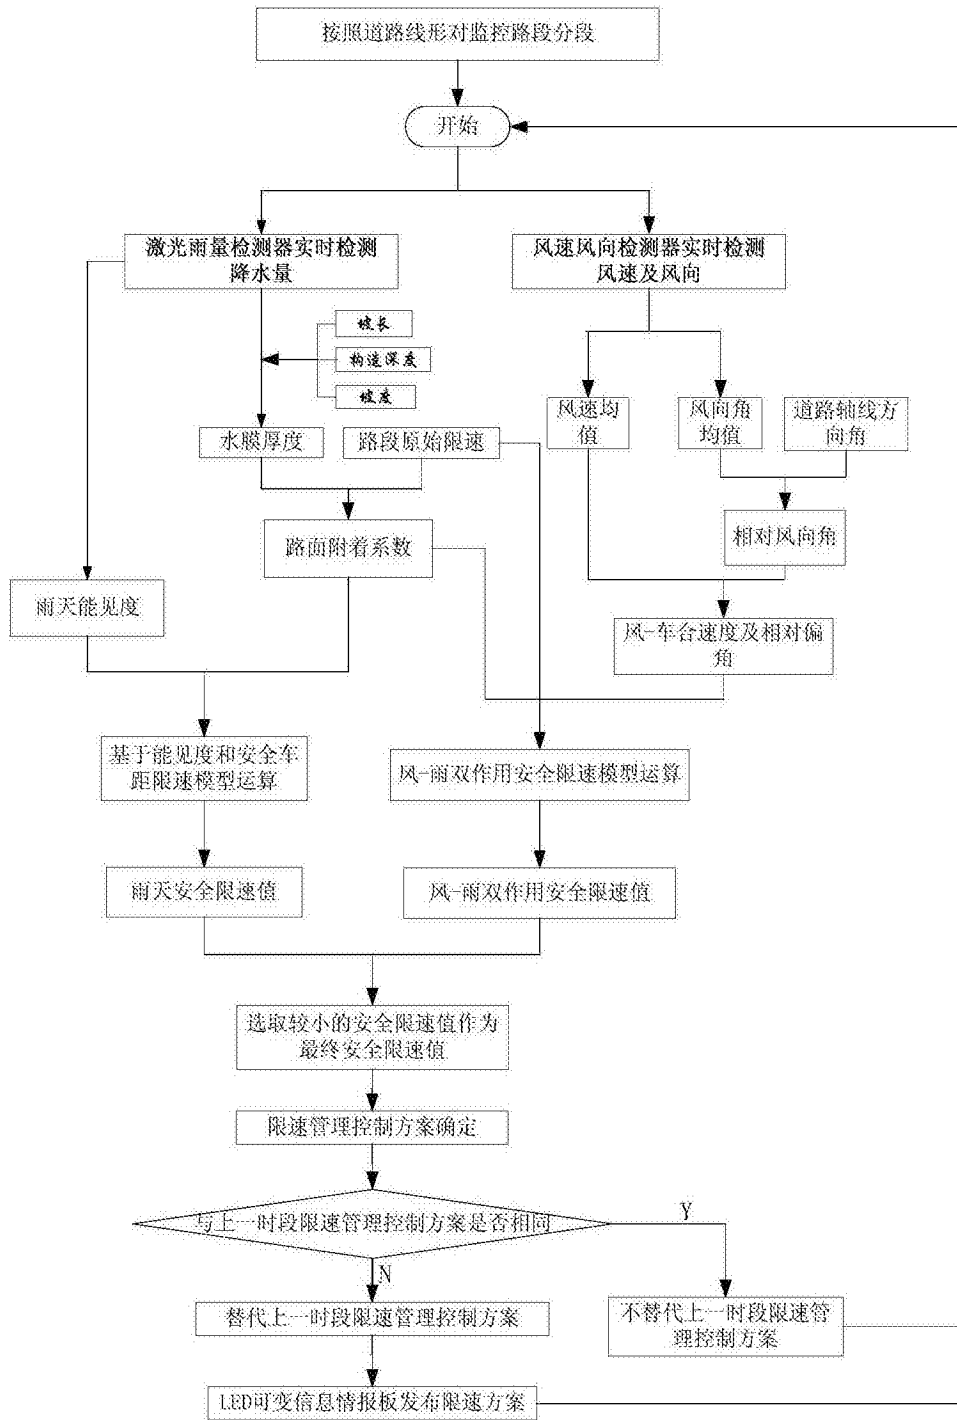 按照道路线形对监控路段分段
开始
激光雨量检测器实时检测
降水量
风速风向检测器实时检测
风速及风向
坡长
构造深度
坡度
风速均
值
风向角
均值
道路轴线方
向角
水膜厚度
路段原始限速
相对风向角
路面附着系数
雨天能见度
风-车合速度及相对偏
角
基于能见度和安全车
距限速模型运算
风-雨双作用安全限速模型运算
雨天安全限速值
风-雨双作用安全限速值
选取较小的安全限速值作为
最终安全限速值
限速管理控制方案确定
与上一时段限速管理控制方案是否相同
Y
N
替代上一时段限速管理控制方案
不替代上一时段限速管
理控制方案
LED可变信息情报板发布限速方案